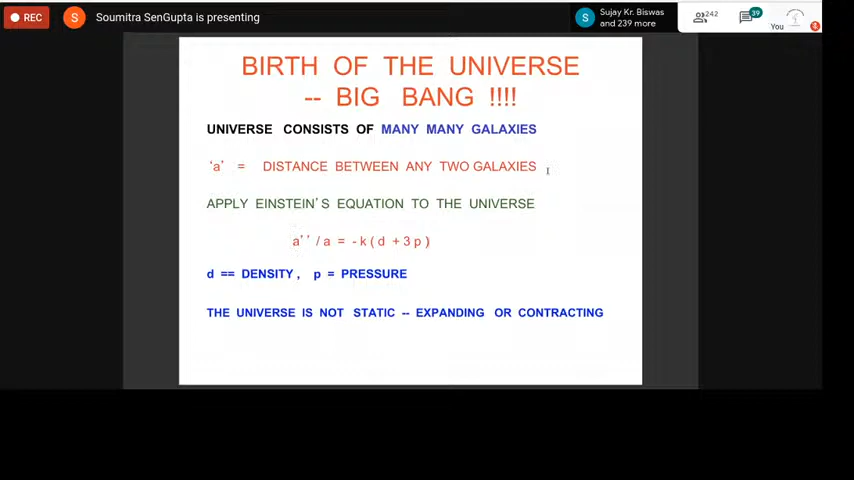 REC
S
Soumitra SenGupta is presenting
S
Sujay Kr. Biswas
and 239 more
242
39
You
BIRTH OF THE UNIVERSE
-- BIG BANG !!!!
UNIVERSE CONSISTS OF MANY MANY GALAXIES
‘a’ = DISTANCE BETWEEN ANY TWO GALAXIES
APPLY EINSTEIN’S EQUATION TO THE UNIVERSE
a’’ / a = - k ( d + 3 p )
d == DENSITY , p = PRESSURE
THE UNIVERSE IS NOT STATIC -- EXPANDING OR CONTRACTING